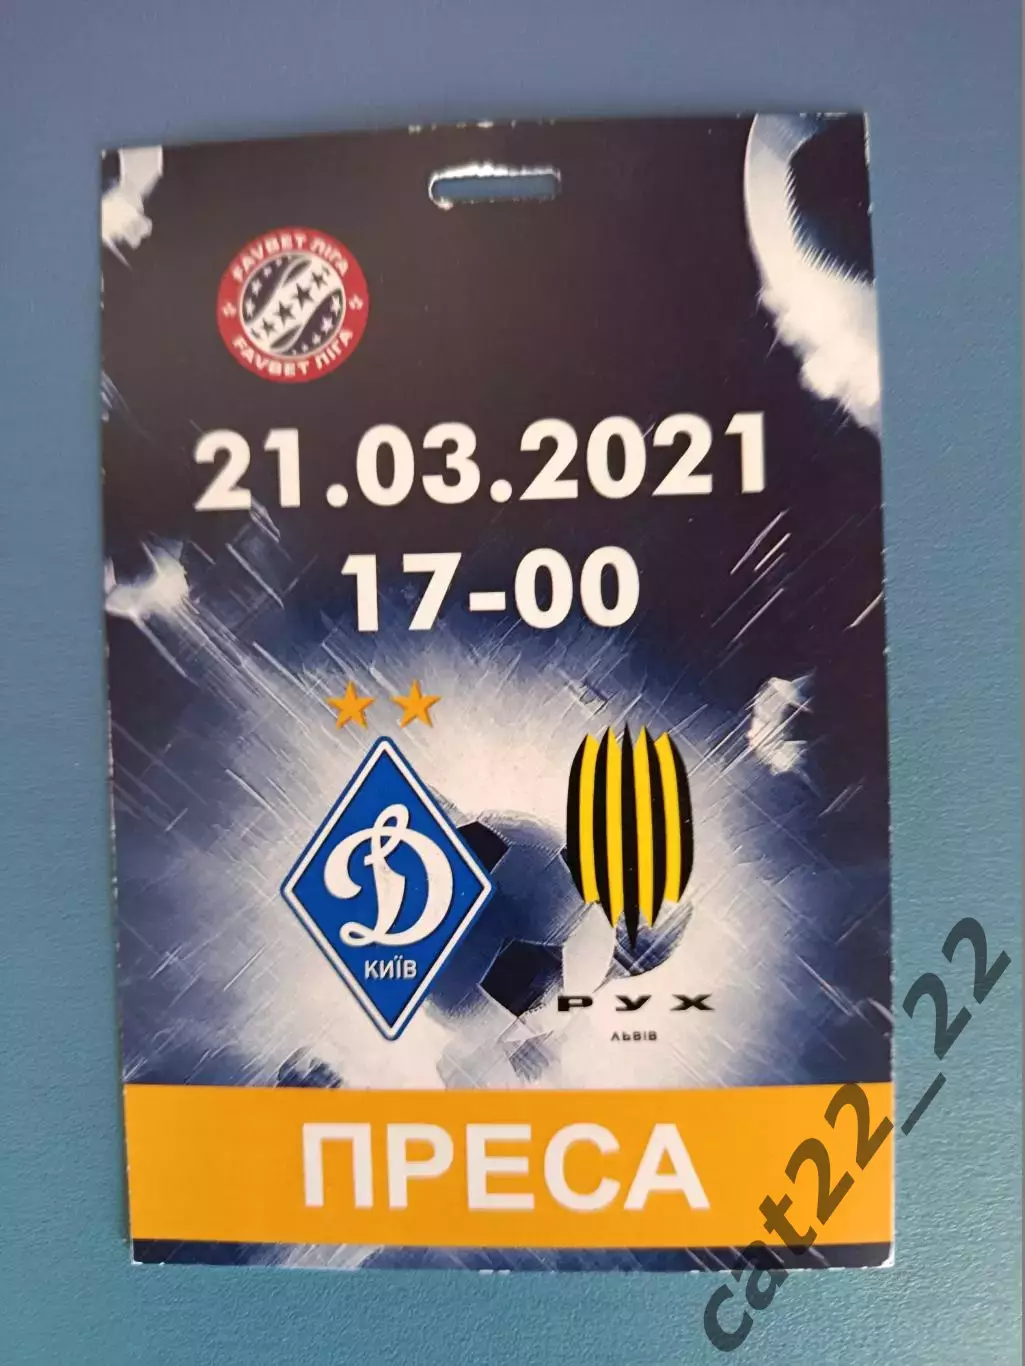 FAVBET ЛІГА
FAVBET ЛІГА
21.03.2021
17-00
Д
КИЇВ
РУХ
ЛЬВІВ
ПРЕСА
cat22_22